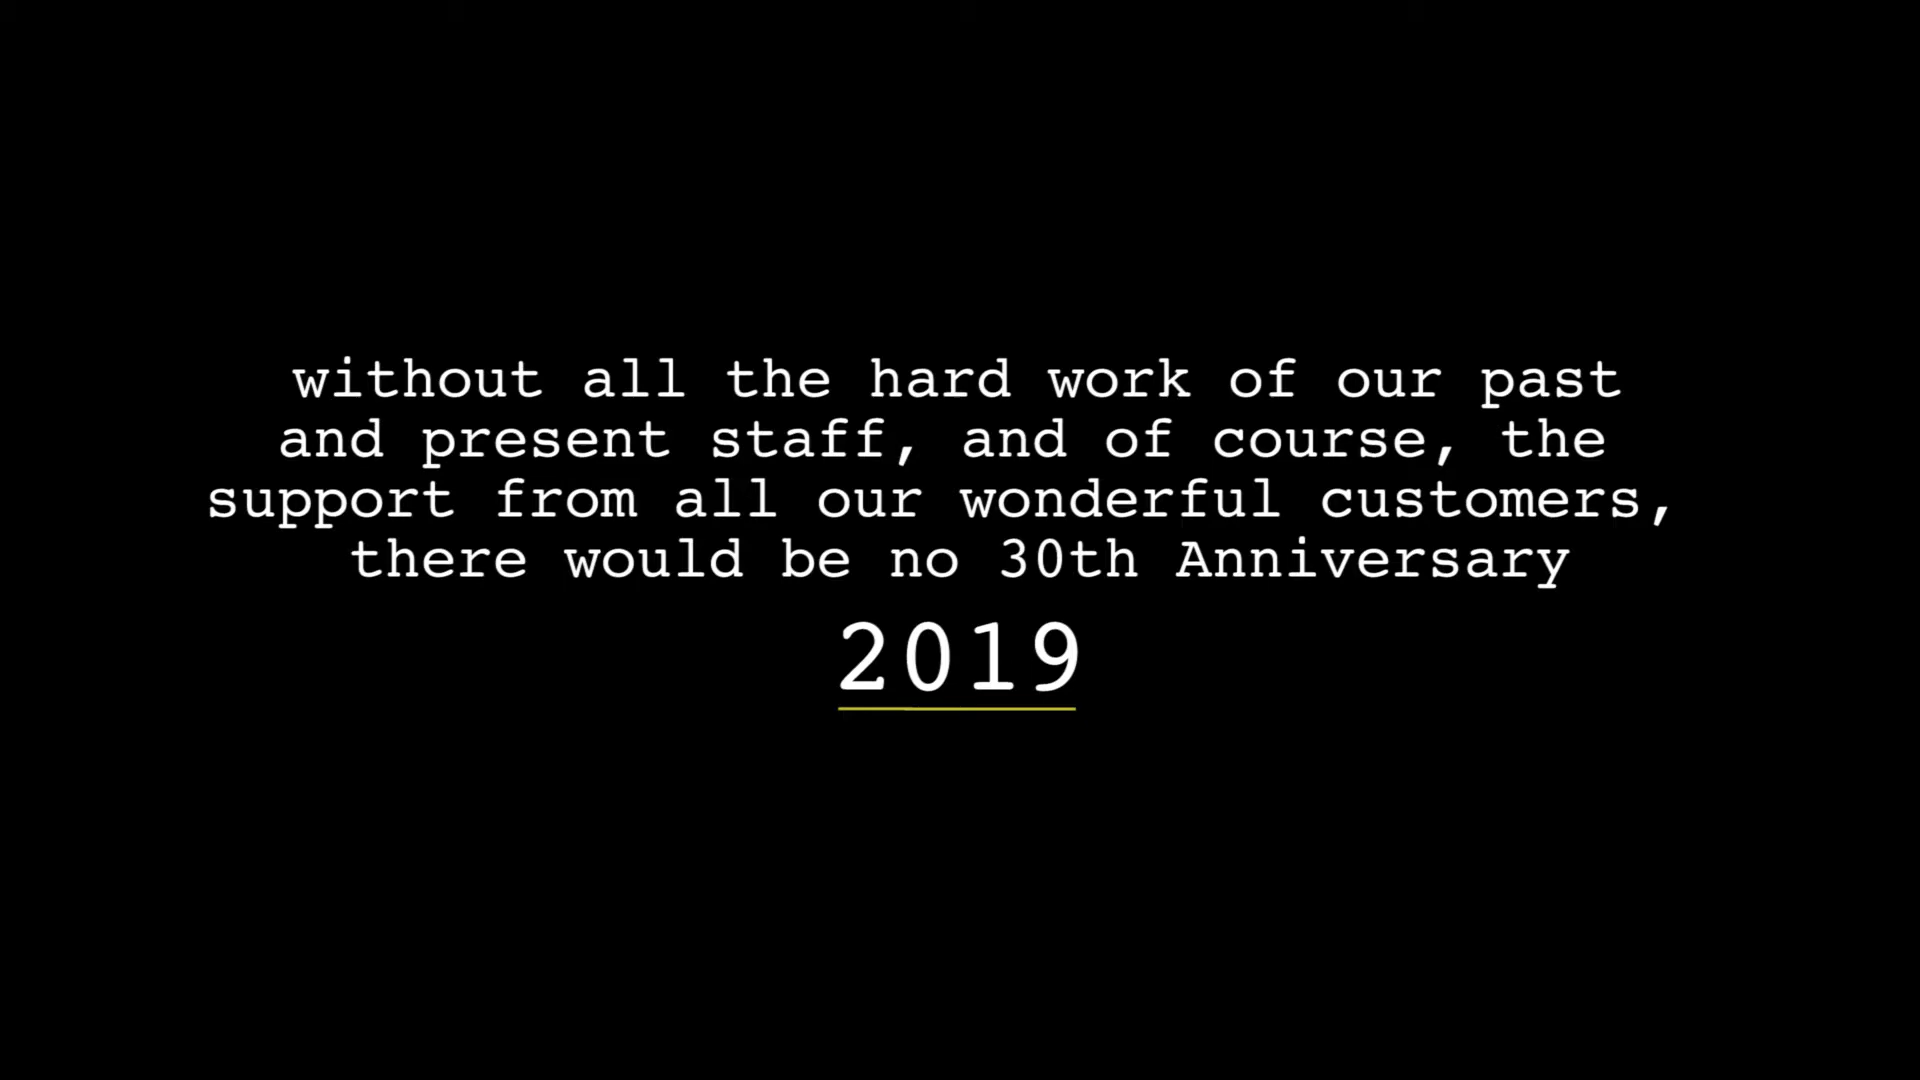 without all the hard work of our past
and present staff, and of course, the
support from all our wonderful customers,
there would be no 30th Anniversary
2019